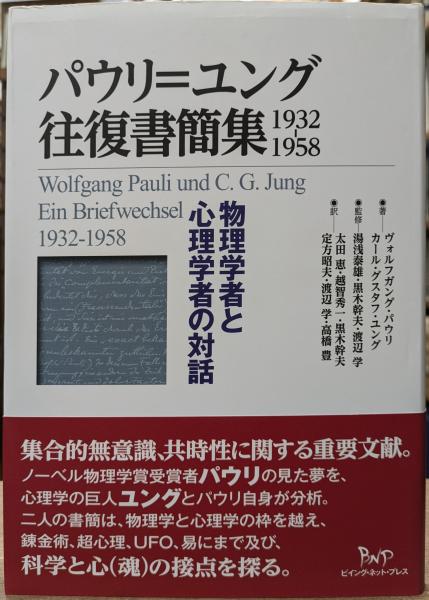 パウリ=ユング
往復書簡集 1932-1958
Wolfgang Pauli und C. G. Jung
Ein Briefwechsel
1932-1958
物理学者と
心理学者の対話
●著 ヴォルフガング・パウリ
カール・グスタフ・ユング
●監修 湯浅泰雄・黒木幹夫・渡辺 学
●訳 太田 恵・越智秀一・黒木幹夫
定方昭夫・渡辺 学・高橋 豊
集合的無意識、共時性に関する重要文献。
ノーベル物理学賞受賞者パウリの見た夢を、
心理学の巨人ユングとパウリ自身が分析。
二人の書簡は、物理学と心理学の枠を越え、
錬金術、超心理、UFO、易にまで及び、
科学と心(魂)の接点を探る。
BNP
ビイング・ネット・プレス